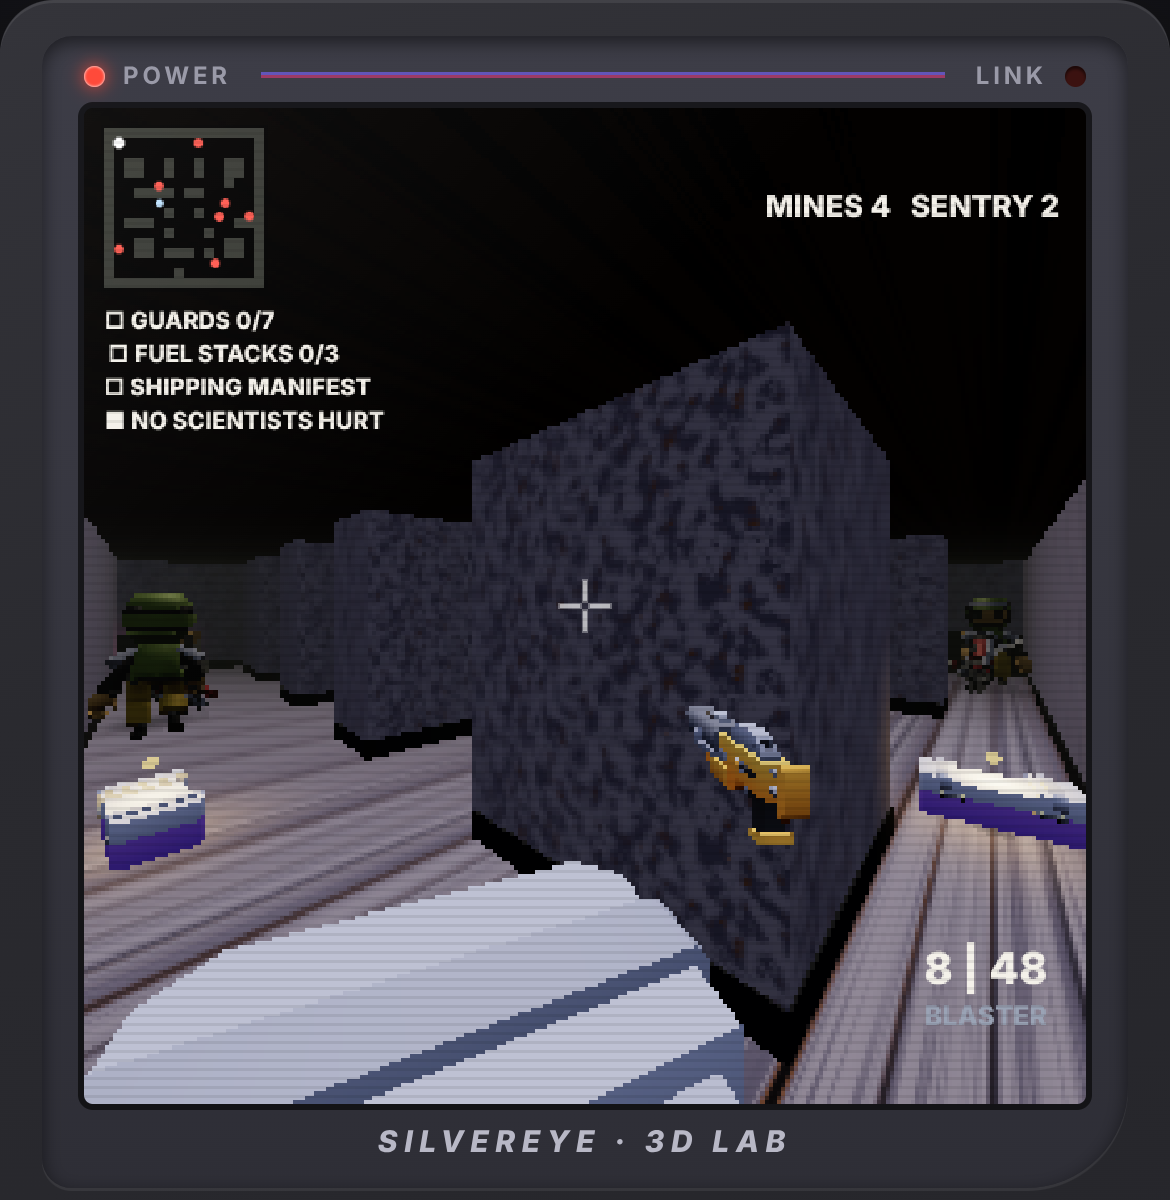 POWER
LINK
MINES 4 SENTRY 2
GUARDS 0/7
FUEL STACKS 0/3
SHIPPING MANIFEST
NO SCIENTISTS HURT
8 | 48
BLASTER
SILVEREYE · 3D LAB